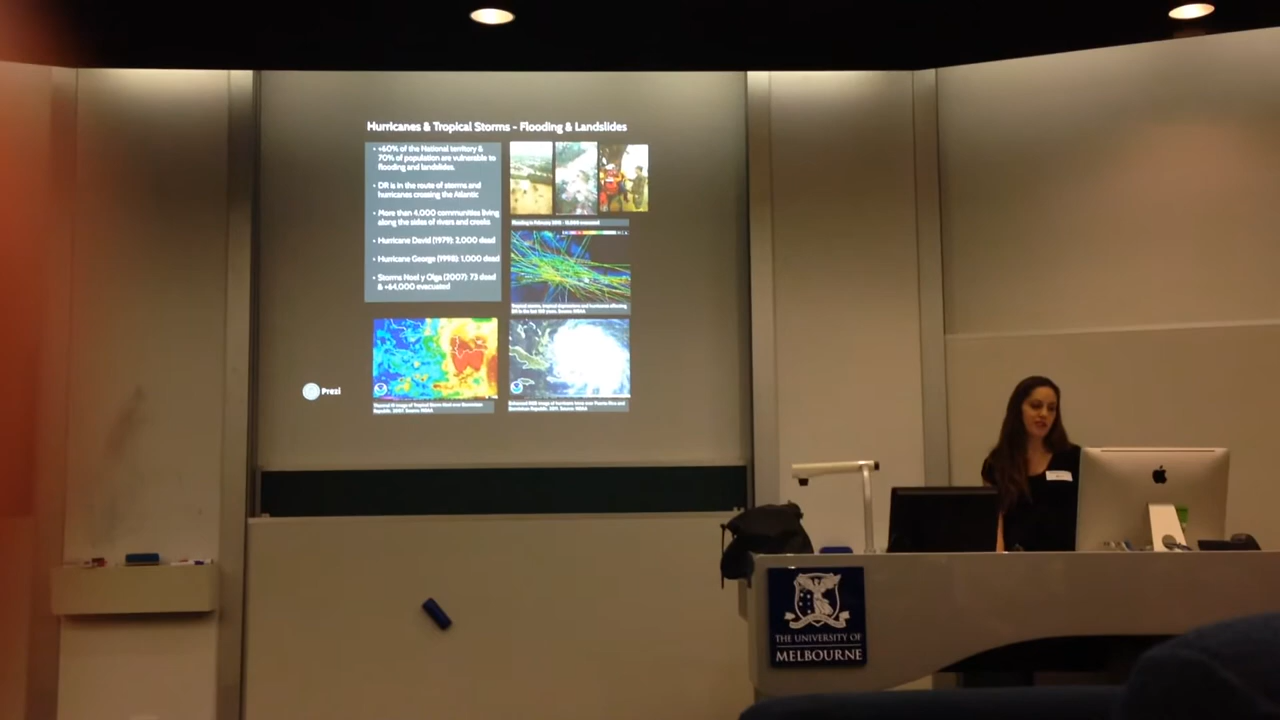 Hurricanes & Tropical Storms - Flooding & Landslides
• +60% of the National territory &
70% of population are vulnerable to
flooding and landslides.
• DR is in the route of storms and
hurricanes crossing the Atlantic
• More than 4,000 communities living
along the sides of rivers and creeks
• Hurricane David (1979): 2,000 dead
• Hurricane George (1998): 1,000 dead
• Storms Noel y Olga (2007): 73 dead
& +64,000 evacuated
Prezi
THE UNIVERSITY OF
MELBOURNE